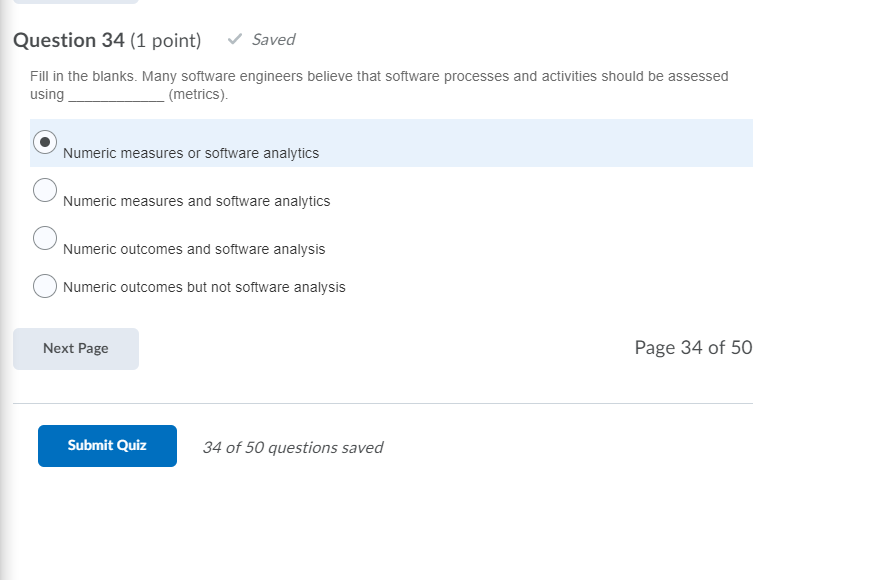 Question 34 (1 point) ✓ Saved
Fill in the blanks. Many software engineers believe that software processes and activities should be assessed
using ____________ (metrics).
Numeric measures or software analytics
Numeric measures and software analytics
Numeric outcomes and software analysis
Numeric outcomes but not software analysis
Next Page
Page 34 of 50
Submit Quiz
34 of 50 questions saved